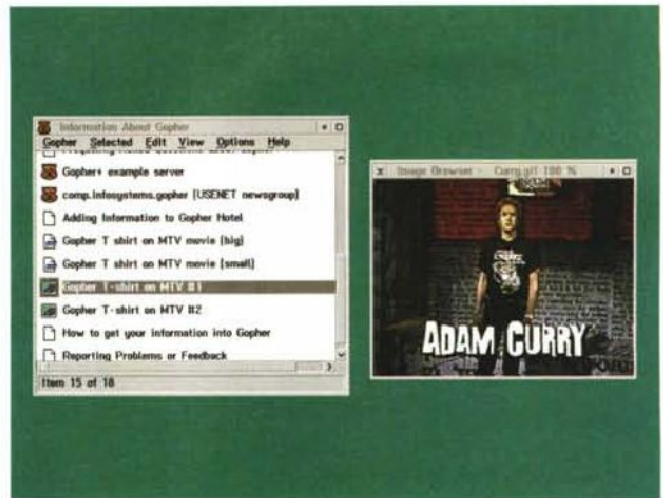 Information About Gopher
Gopher Selected Edit View Options Help
Gopher+ example server
comp.infosystems.gopher (USENET newsgroup)
Adding Information to Gopher Hotel
Gopher T shirt on MTV movie (big)
Gopher T shirt on MTV movie (small)
Gopher T-shirt on MTV #1
Gopher T-shirt on MTV #2
How to get your information into Gopher
Reporting Problems or Feedback
Item 15 of 18
Image Browser - Curry.gif 100 %
ADAM CURRY